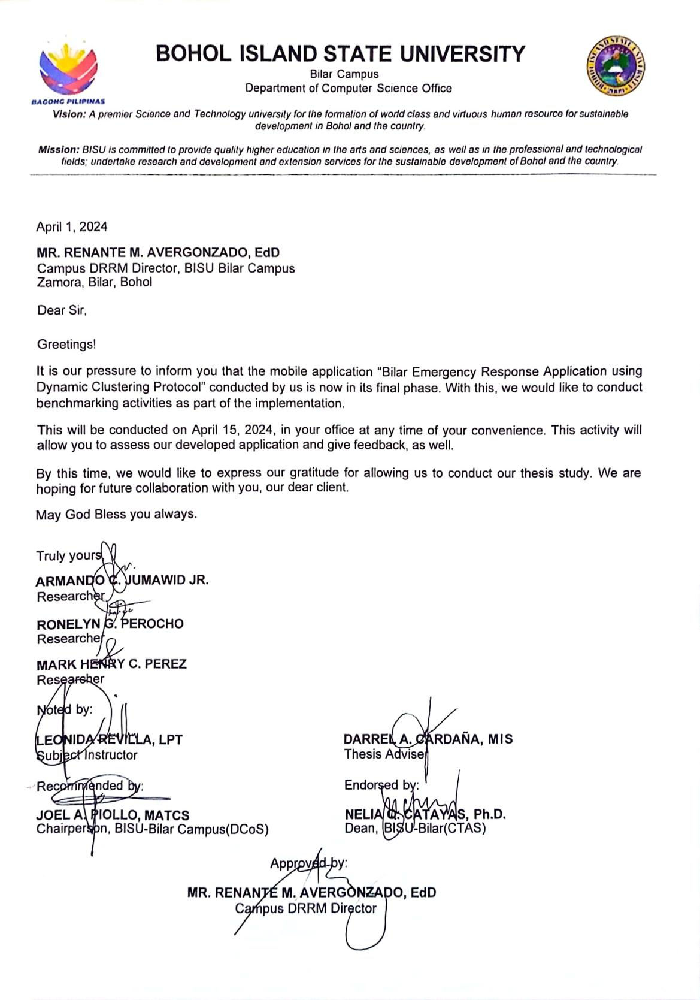 BOHOL ISLAND STATE UNIVERSITY
Bilar Campus
Department of Computer Science Office
BAGONG PILIPINAS
Vision: A premier Science and Technology university for the formation of world class and virtuous human resource for sustainable
development in Bohol and the country.
Mission: BISU is committed to provide quality higher education in the arts and sciences, as well as in the professional and technological
fields; undertake research and development and extension services for the sustainable development of Bohol and the country.
April 1, 2024
MR. RENANTE M. AVERGONZADO, EdD
Campus DRRM Director, BISU Bilar Campus
Zamora, Bilar, Bohol
Dear Sir,
Greetings!
It is our pressure to inform you that the mobile application “Bilar Emergency Response Application using
Dynamic Clustering Protocol” conducted by us is now in its final phase. With this, we would like to conduct
benchmarking activities as part of the implementation.
This will be conducted on April 15, 2024, in your office at any time of your convenience. This activity will
allow you to assess our developed application and give feedback, as well.
By this time, we would like to express our gratitude for allowing us to conduct our thesis study. We are
hoping for future collaboration with you, our dear client.
May God Bless you always.
Truly yours,
ARMANDO C. JUMAWID JR.
Researcher
RONELYN G. PEROCHO
Researcher
MARK HENRY C. PEREZ
Researcher
Noted by:
LEONIDA REVILLA, LPT
Subject Instructor
DARREL A. CARDAÑA, MIS
Thesis Adviser
Recommended by:
JOEL A. PIOLLO, MATCS
Chairperson, BISU-Bilar Campus(DCoS)
Endorsed by:
NELIA Q. CATAYAS, Ph.D.
Dean, BISU-Bilar(CTAS)
Approved by:
MR. RENANTE M. AVERGONZADO, EdD
Campus DRRM Director